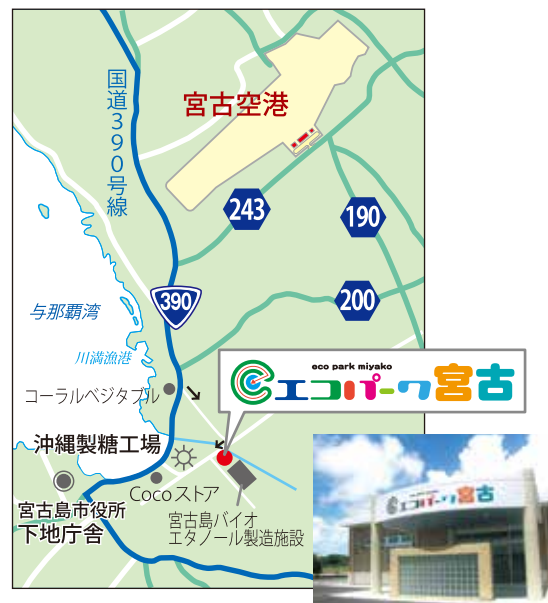 国道390号線
宮古空港
243
190
200
390
与那覇湾
川満漁港
コーラルベジタブル
eco park miyako
エコパーク宮古
沖縄製糖工場
Cocoストア
宮古島市役所
下地庁舎
宮古島バイオ
エタノール製造施設
エコパーク宮古